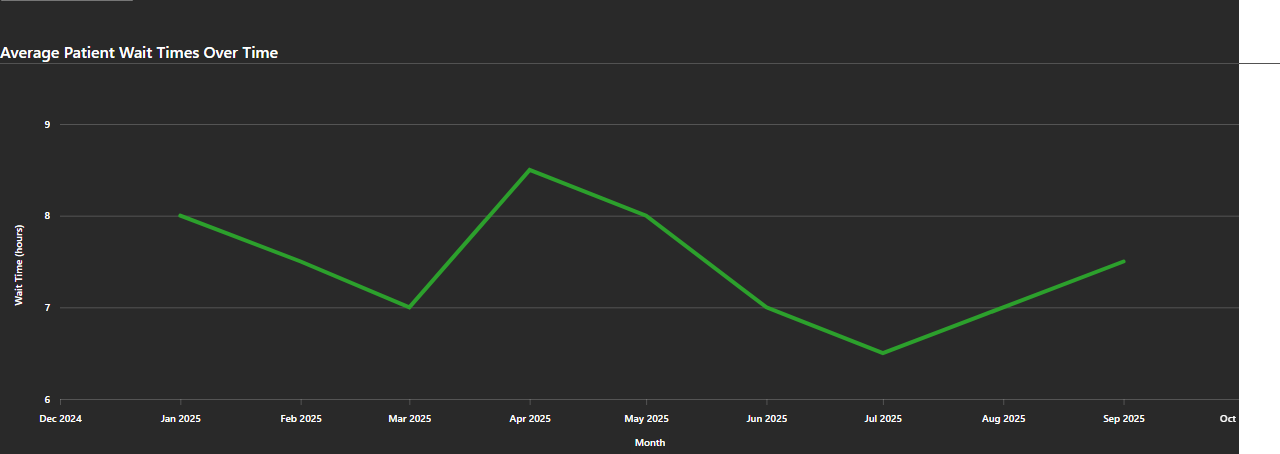 Average Patient Wait Times Over Time
9
8
7
6
Wait Time (hours)
Dec 2024 Jan 2025 Feb 2025 Mar 2025 Apr 2025 May 2025 Jun 2025 Jul 2025 Aug 2025 Sep 2025 Oct
Month